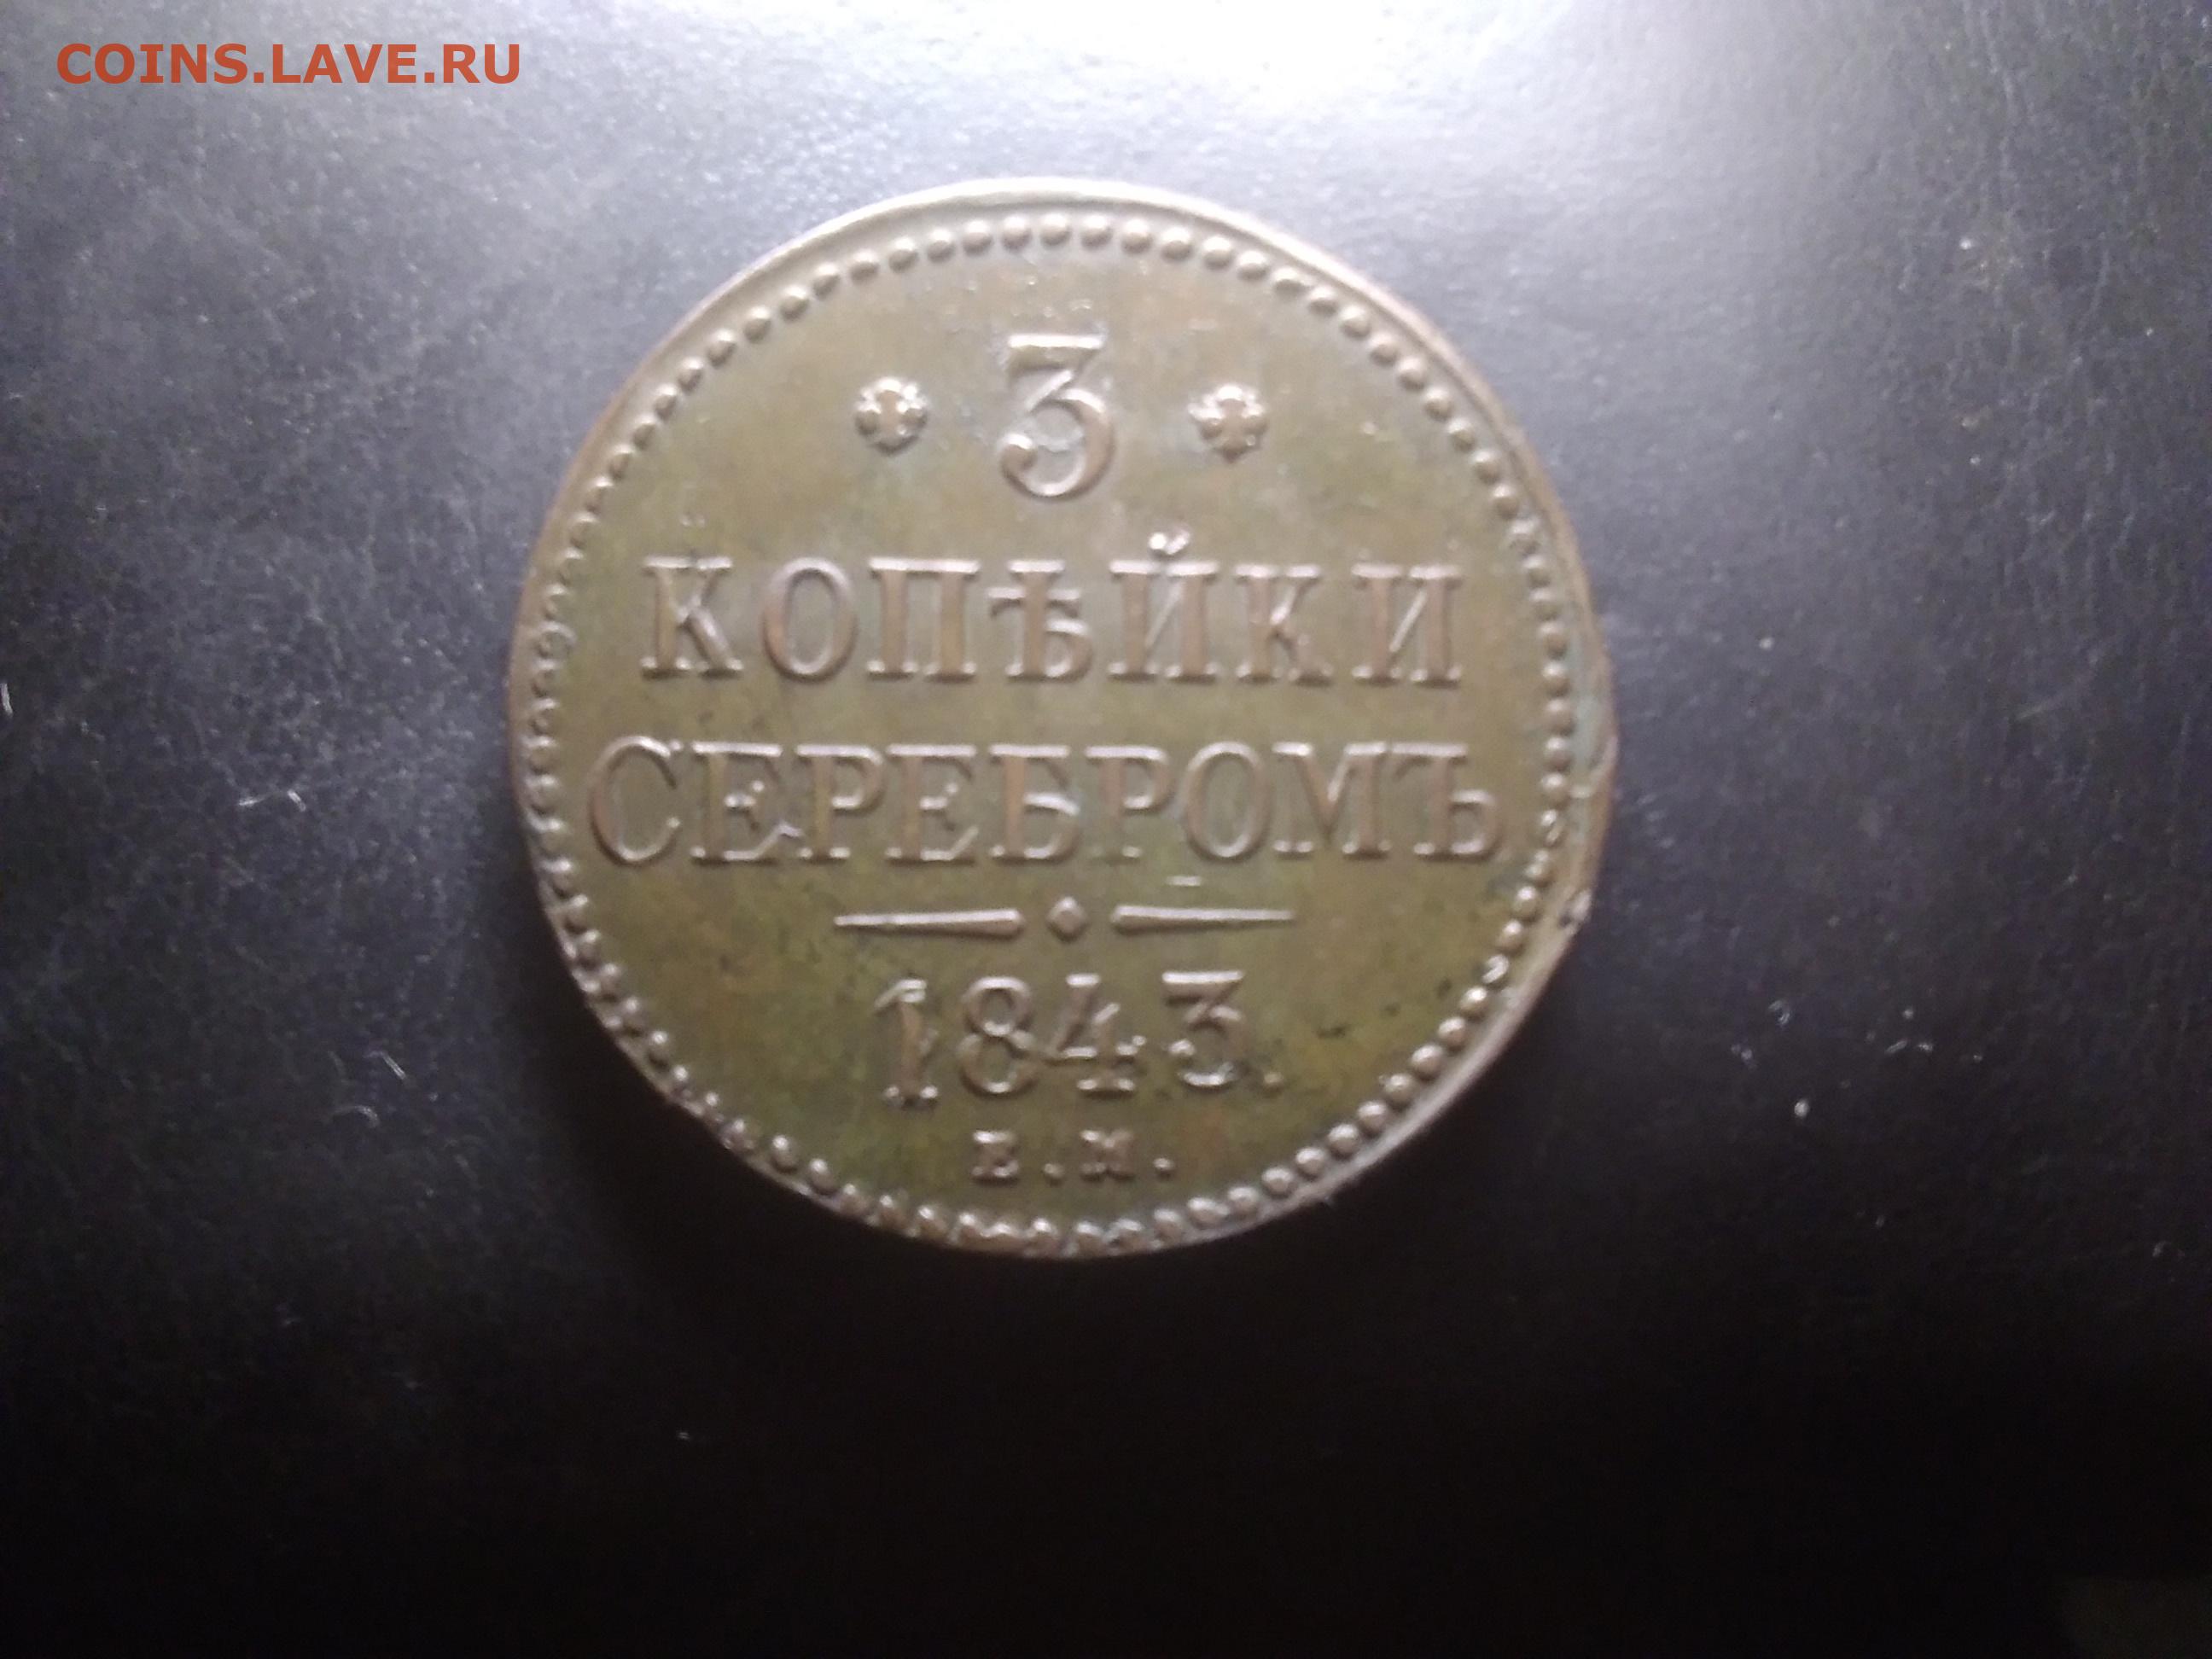 COINS.LAVE.RU
3
КОПѢЙКИ
СЕРЕБРОМЪ
1843.
Е.М.